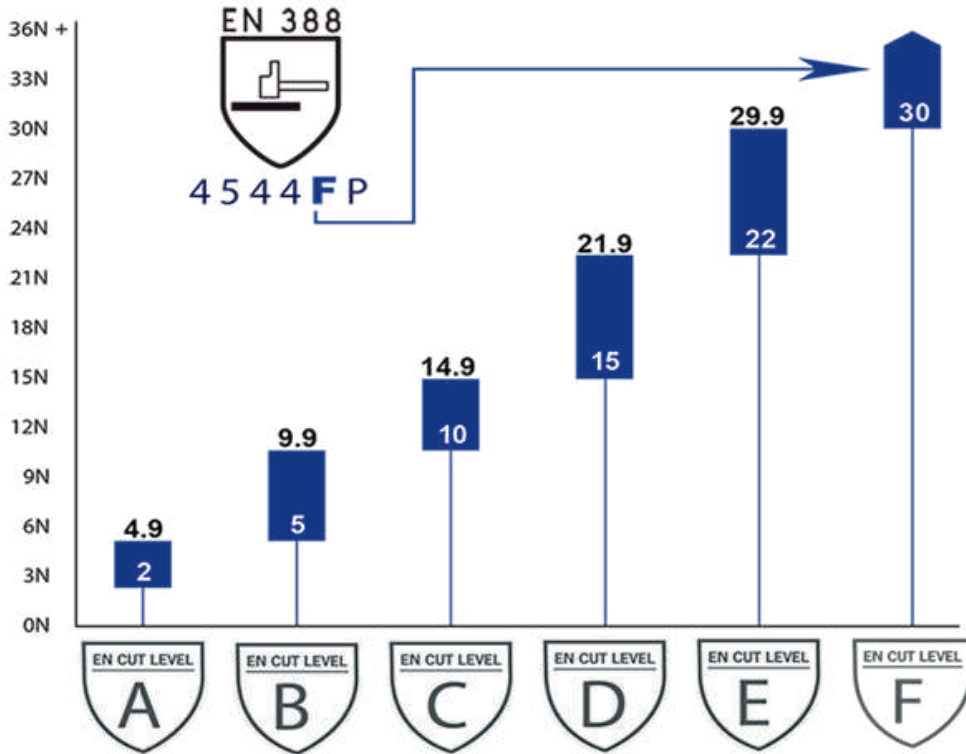 EN 388
4544FP
36N +
33N
30N
27N
24N
21N
18N
15N
12N
9N
6N
3N
0N
4.9
2
9.9
5
14.9
10
21.9
15
29.9
22
30
EN CUT LEVEL
A
EN CUT LEVEL
B
EN CUT LEVEL
C
EN CUT LEVEL
D
EN CUT LEVEL
E
EN CUT LEVEL
F